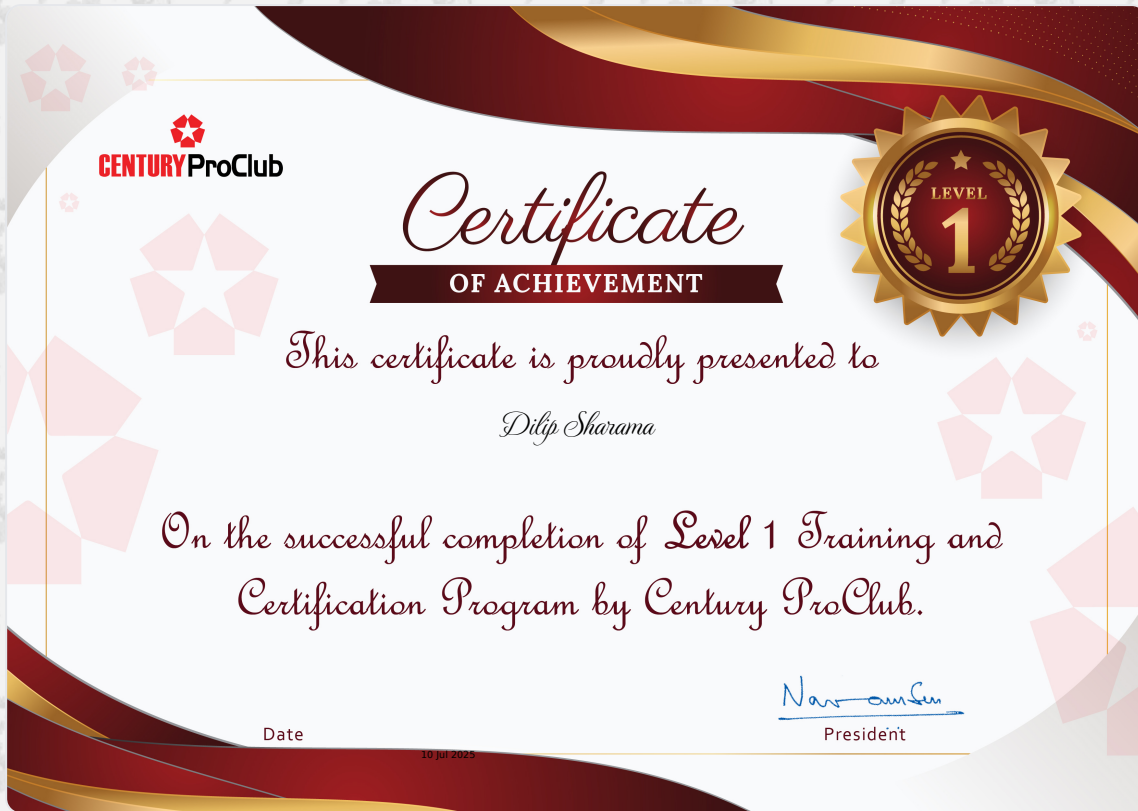 CENTURY ProClub
LEVEL
1
Certificate
OF ACHIEVEMENT
This certificate is proudly presented to
Dilip Sharama
On the successful completion of Level 1 Training and
Certification Program by Century ProClub.
Date
President
10 Jul 2025